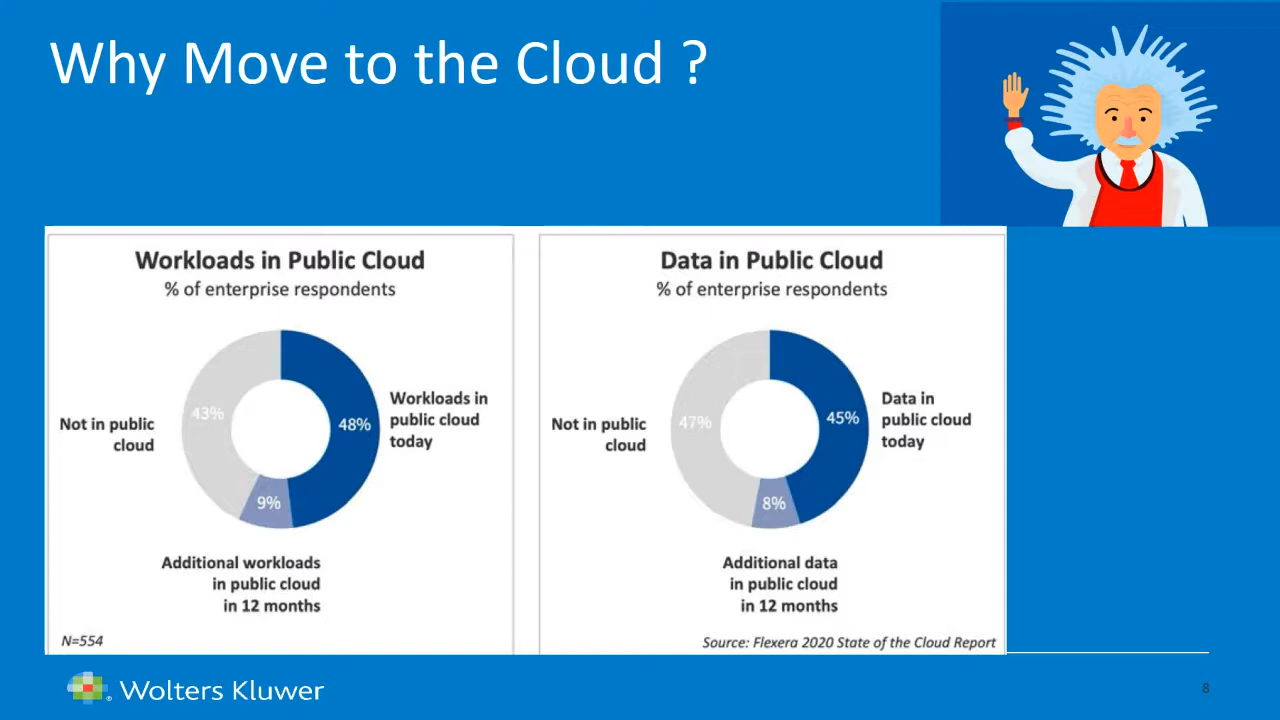 Why Move to the Cloud ?
Workloads in Public Cloud
% of enterprise respondents
43%
48%
9%
Not in public
cloud
Workloads in
public cloud
today
Additional workloads
in public cloud
in 12 months
N=554
Data in Public Cloud
% of enterprise respondents
47%
45%
8%
Not in public
cloud
Data in
public cloud
today
Additional data
in public cloud
in 12 months
Source: Flexera 2020 State of the Cloud Report
® Wolters Kluwer
8